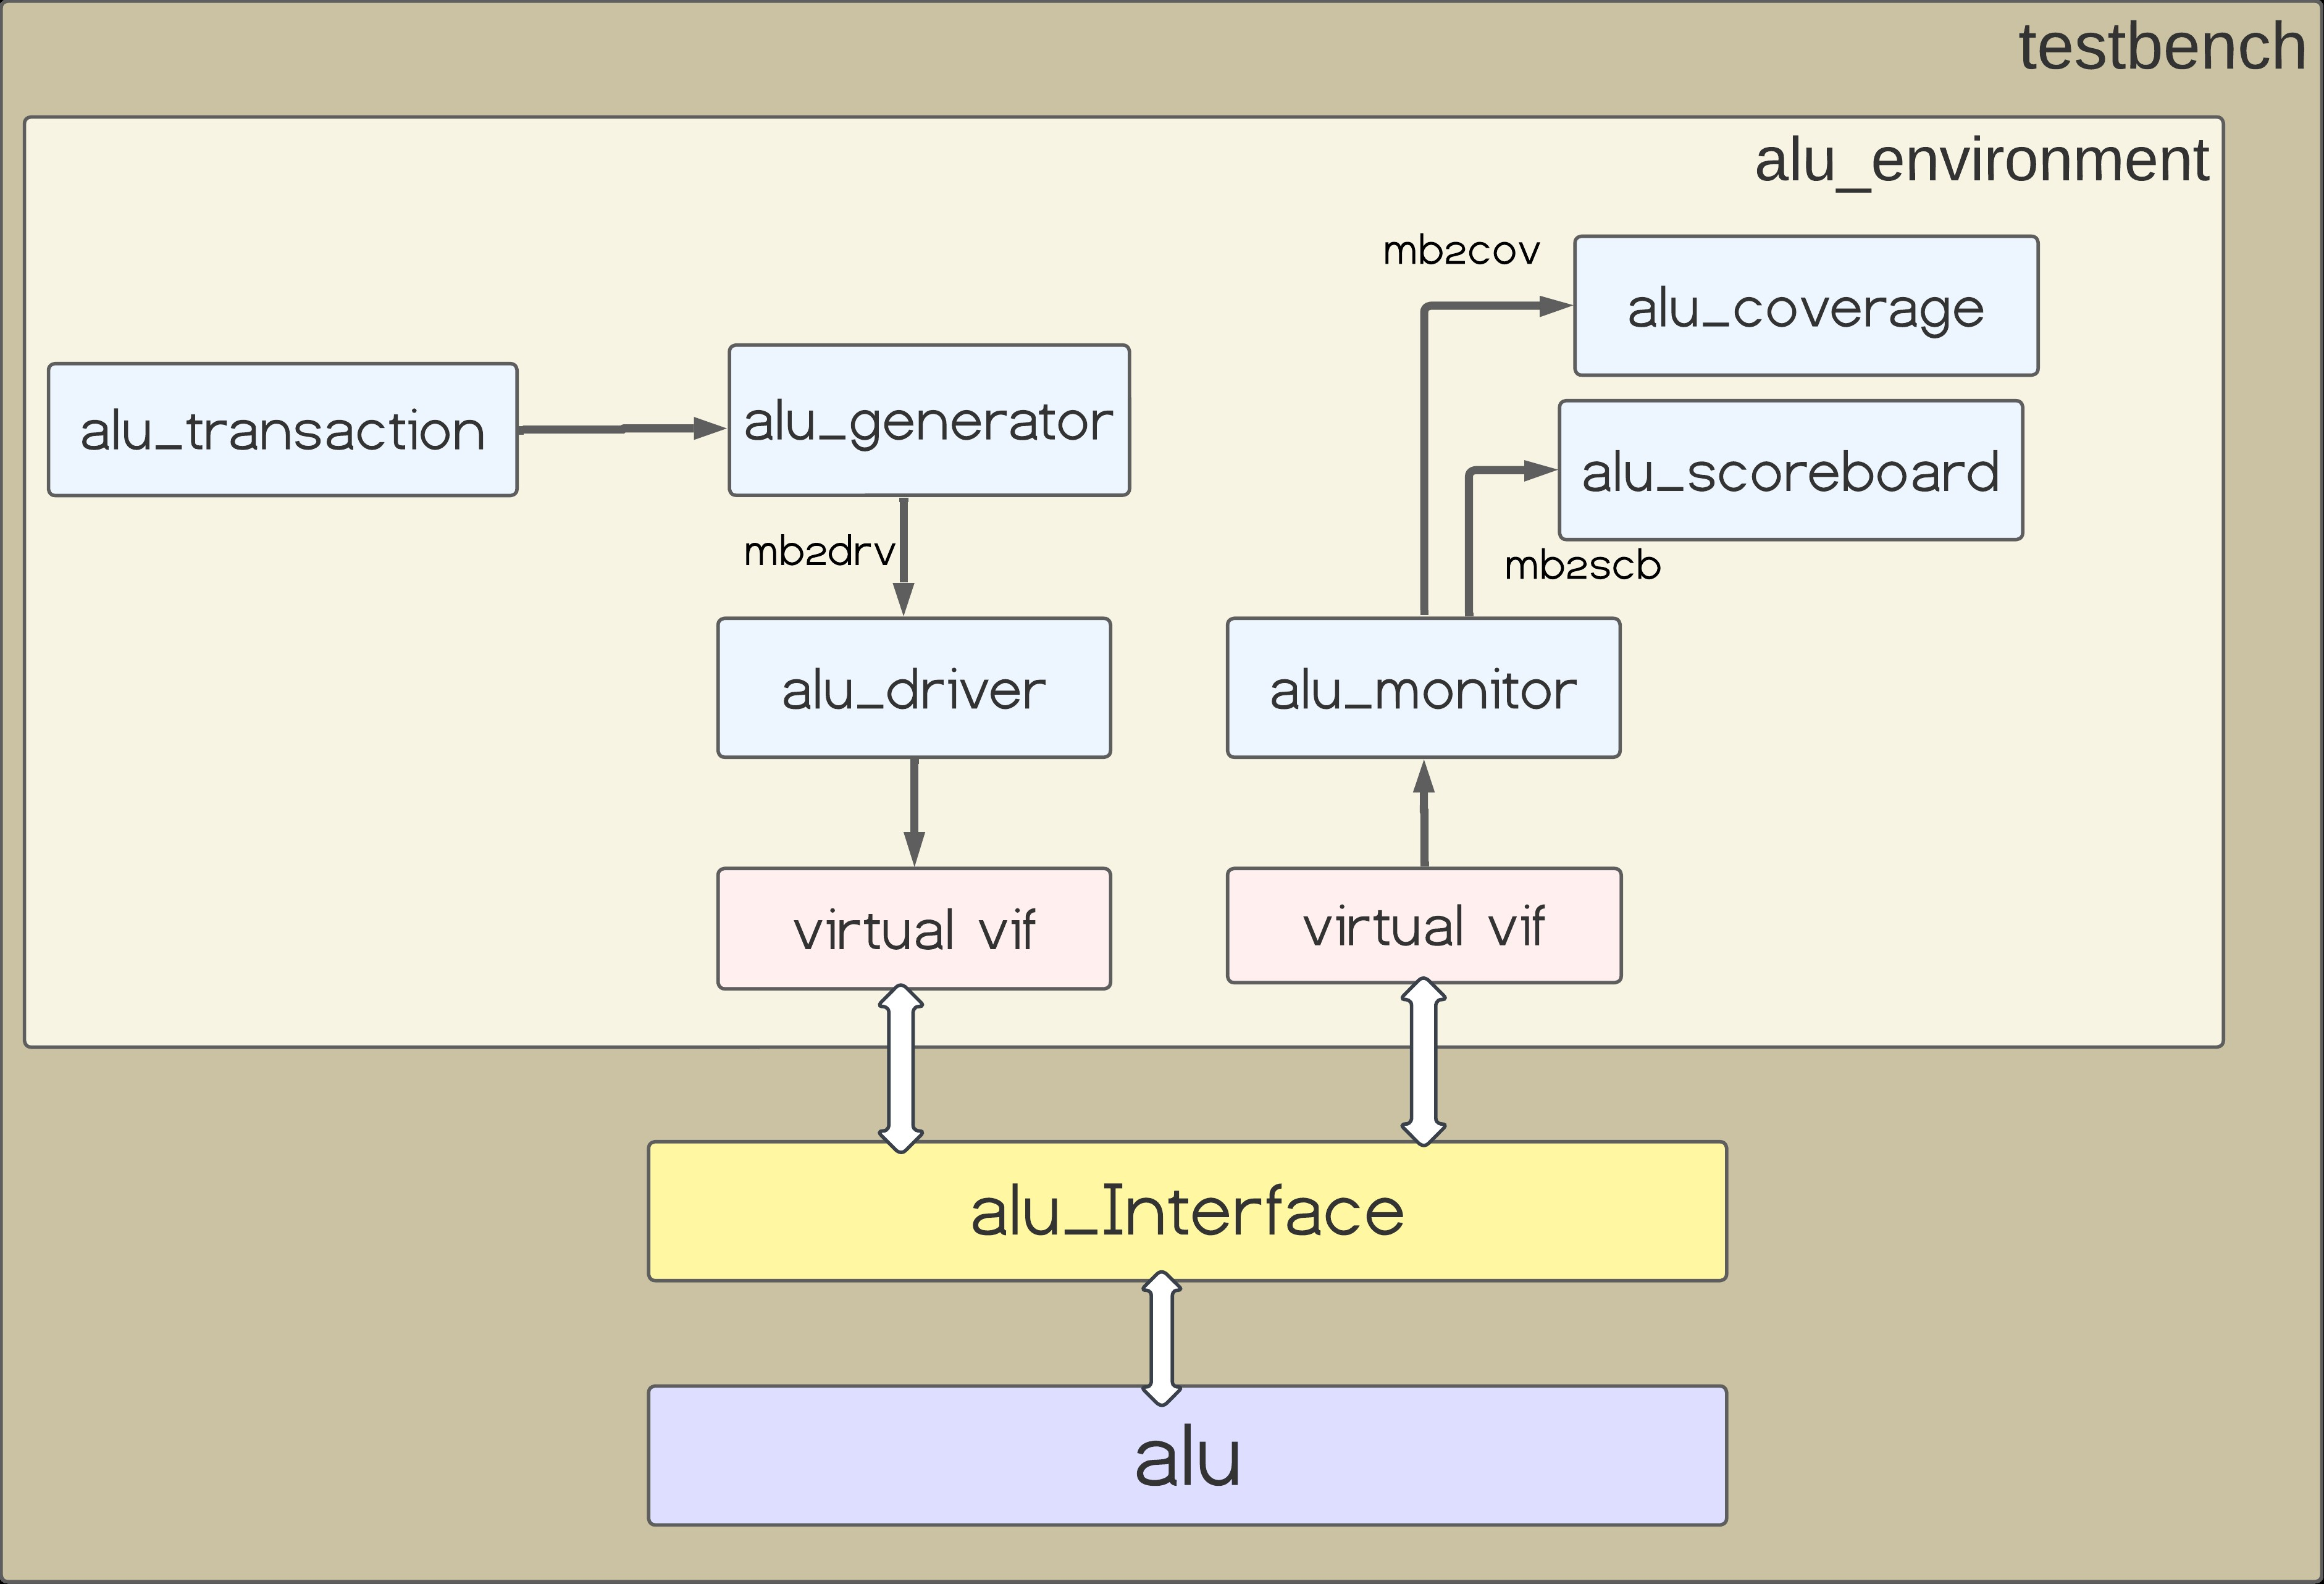 testbench
alu_environment
mb2cov
alu_coverage
alu_transaction
alu_generator
alu_scoreboard
mb2drv
mb2scb
alu_driver
alu_monitor
virtual vif
virtual vif
alu_Interface
alu